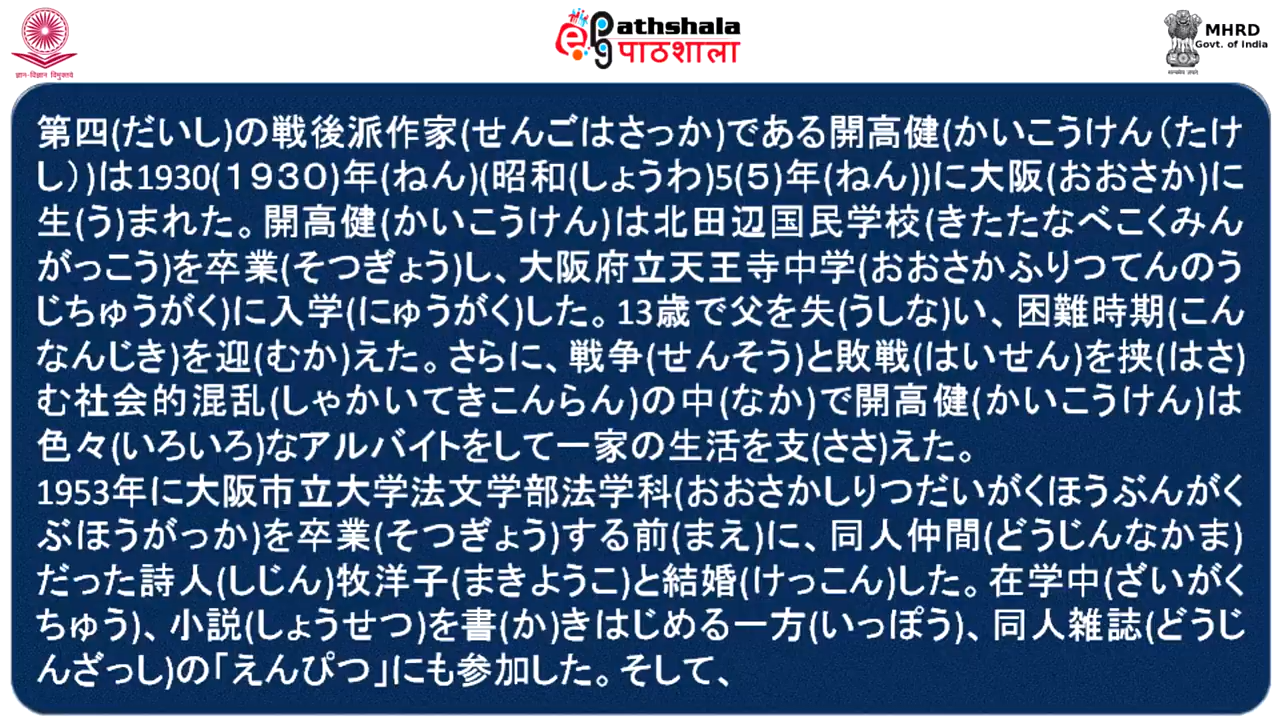 ज्ञान-विज्ञान विमुक्तये
ePathshala
पाठशाला
MHRD
Govt. of India
सत्यमेव जयते
第四(だいし)の戦後派作家(せんごはさっか)である開高健(かいこうけん（たけ
し）)は1930(１９３０)年(ねん)(昭和(しょうわ)5(５)年(ねん))に大阪(おおさか)に
生(う)まれた。開高健(かいこうけん)は北田辺国民学校(きたたなべこくみん
がっこう)を卒業(そつぎょう)し、大阪府立天王寺中学(おおさかふりつてんのう
じちゅうがく)に入学(にゅうがく)した。13歳で父を失(うしな)い、困難時期(こん
なんじき)を迎(むか)えた。さらに、戦争(せんそう)と敗戦(はいせん)を挟(はさ)
む社会的混乱(しゃかいてきこんらん)の中(なか)で開高健(かいこうけん)は
色々(いろいろ)なアルバイトをして一家の生活を支(ささ)えた。
1953年に大阪市立大学法文学部法学科(おおさかしりつだいがくほうぶんがく
ぶほうがっか)を卒業(そつぎょう)する前(まえ)に、同人仲間(どうじんなかま)
だった詩人(しじん)牧洋子(まきようこ)と結婚(けっこん)した。在学中(ざいがく
ちゅう)、小説(しょうせつ)を書(か)きはじめる一方(いっぽう)、同人雑誌(どうじ
んざっし)の「えんぴつ」にも参加した。そして、